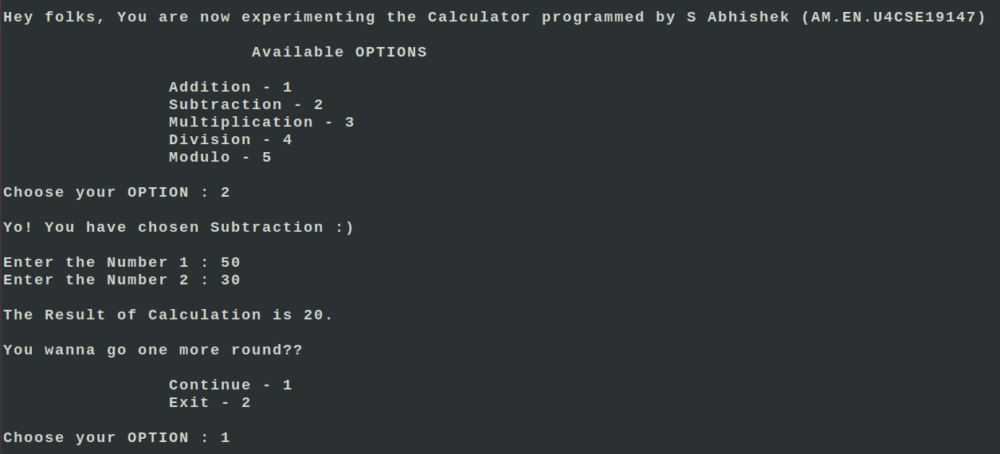 Hey folks, You are now experimenting the Calculator programmed by S Abhishek (AM.EN.U4CSE19147)
Available OPTIONS
Addition - 1
Subtraction - 2
Multiplication - 3
Division - 4
Modulo - 5
Choose your OPTION : 2
Yo! You have chosen Subtraction :)
Enter the Number 1 : 50
Enter the Number 2 : 30
The Result of Calculation is 20.
You wanna go one more round??
Continue - 1
Exit - 2
Choose your OPTION : 1